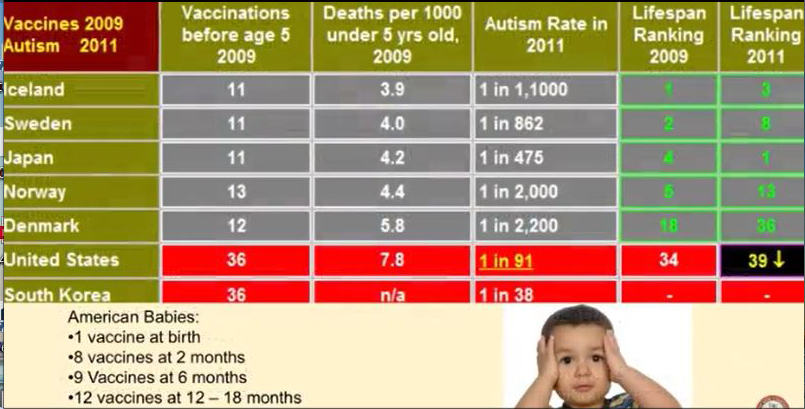 Vaccines 2009
Autism 2011
Vaccinations
before age 5
2009
Deaths per 1000
under 5 yrs old,
2009
Autism Rate in
2011
Lifespan
Ranking
2009
Lifespan
Ranking
2011
Iceland 11 3.9 1 in 1,1000 1 3
Sweden 11 4.0 1 in 862 2 8
Japan 11 4.2 1 in 475 4 1
Norway 13 4.4 1 in 2,000 5 13
Denmark 12 5.8 1 in 2,200 18 36
United States 36 7.8 1 in 91 34 39 ↓
South Korea 36 n/a 1 in 38 - -
American Babies:
•1 vaccine at birth
•8 vaccines at 2 months
•9 Vaccines at 6 months
•12 vaccines at 12 – 18 months